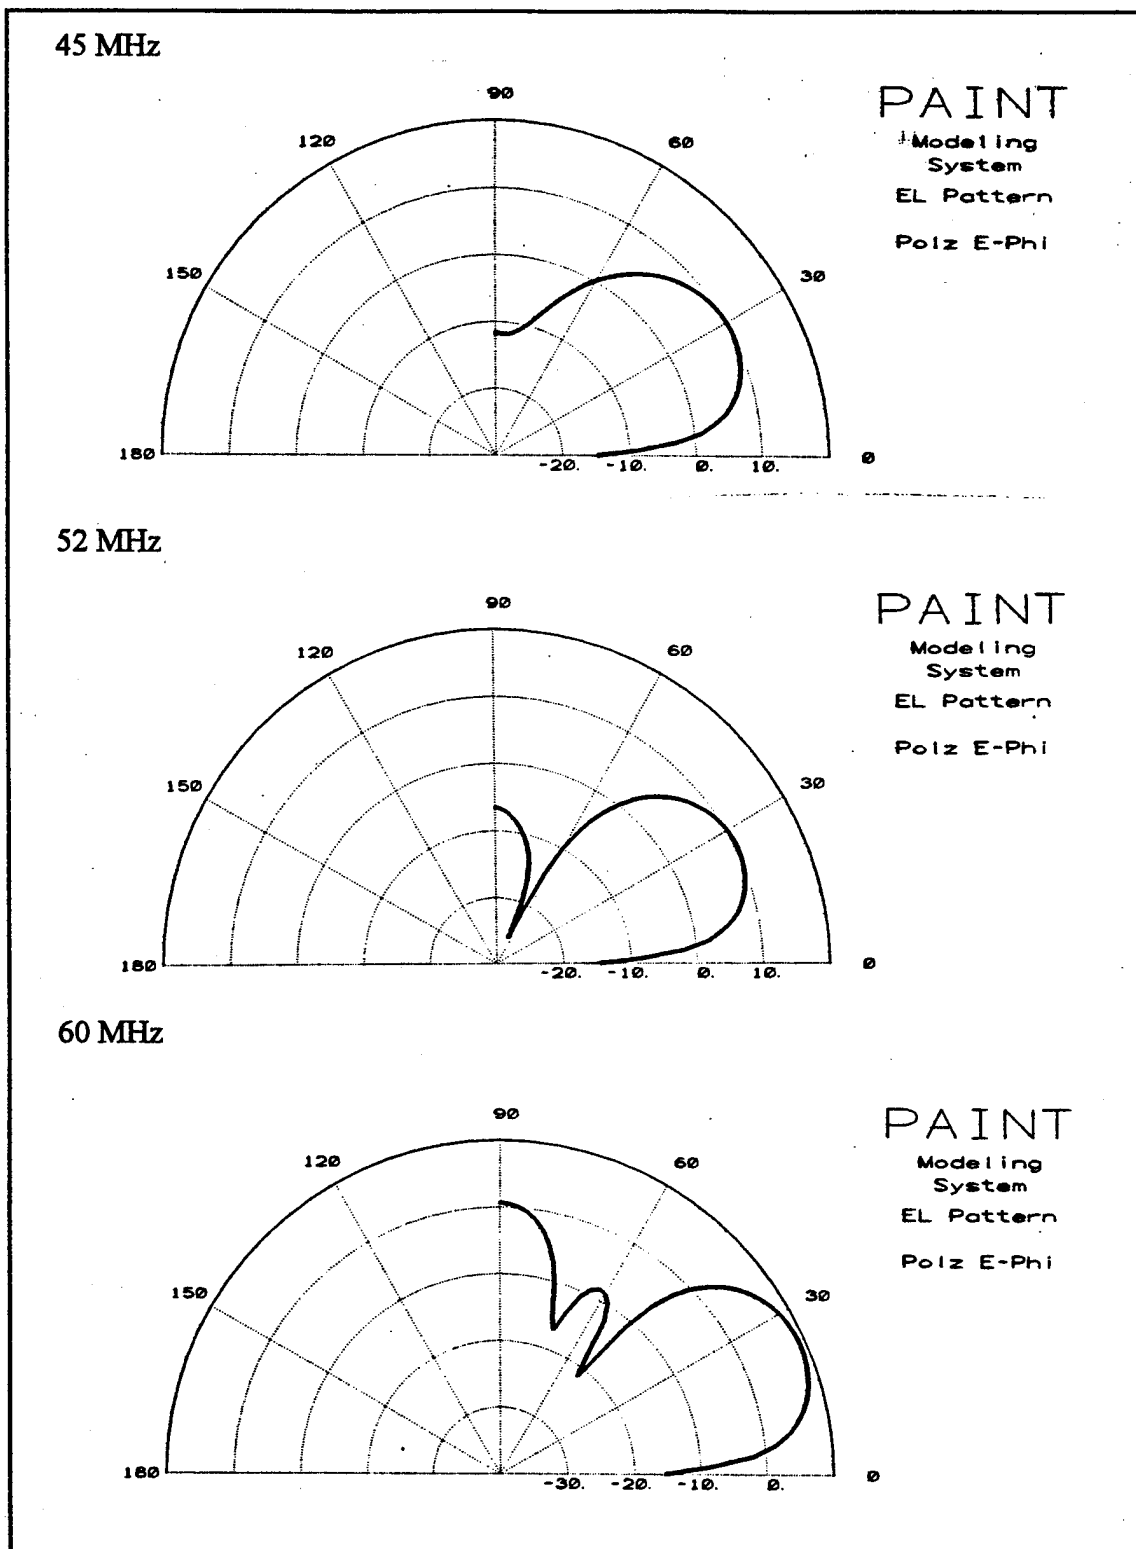 45 MHz
90
120
60
150
30
180
-20. -10. 0. 10.
0
PAINT
Modeling
System
EL Pattern
Polz E-Phi
52 MHz
90
120
60
150
30
180
-20. -10. 0. 10.
0
PAINT
Modeling
System
EL Pattern
Polz E-Phi
60 MHz
90
120
60
150
30
180
-30. -20. -10. 0.
0
PAINT
Modeling
System
EL Pattern
Polz E-Phi